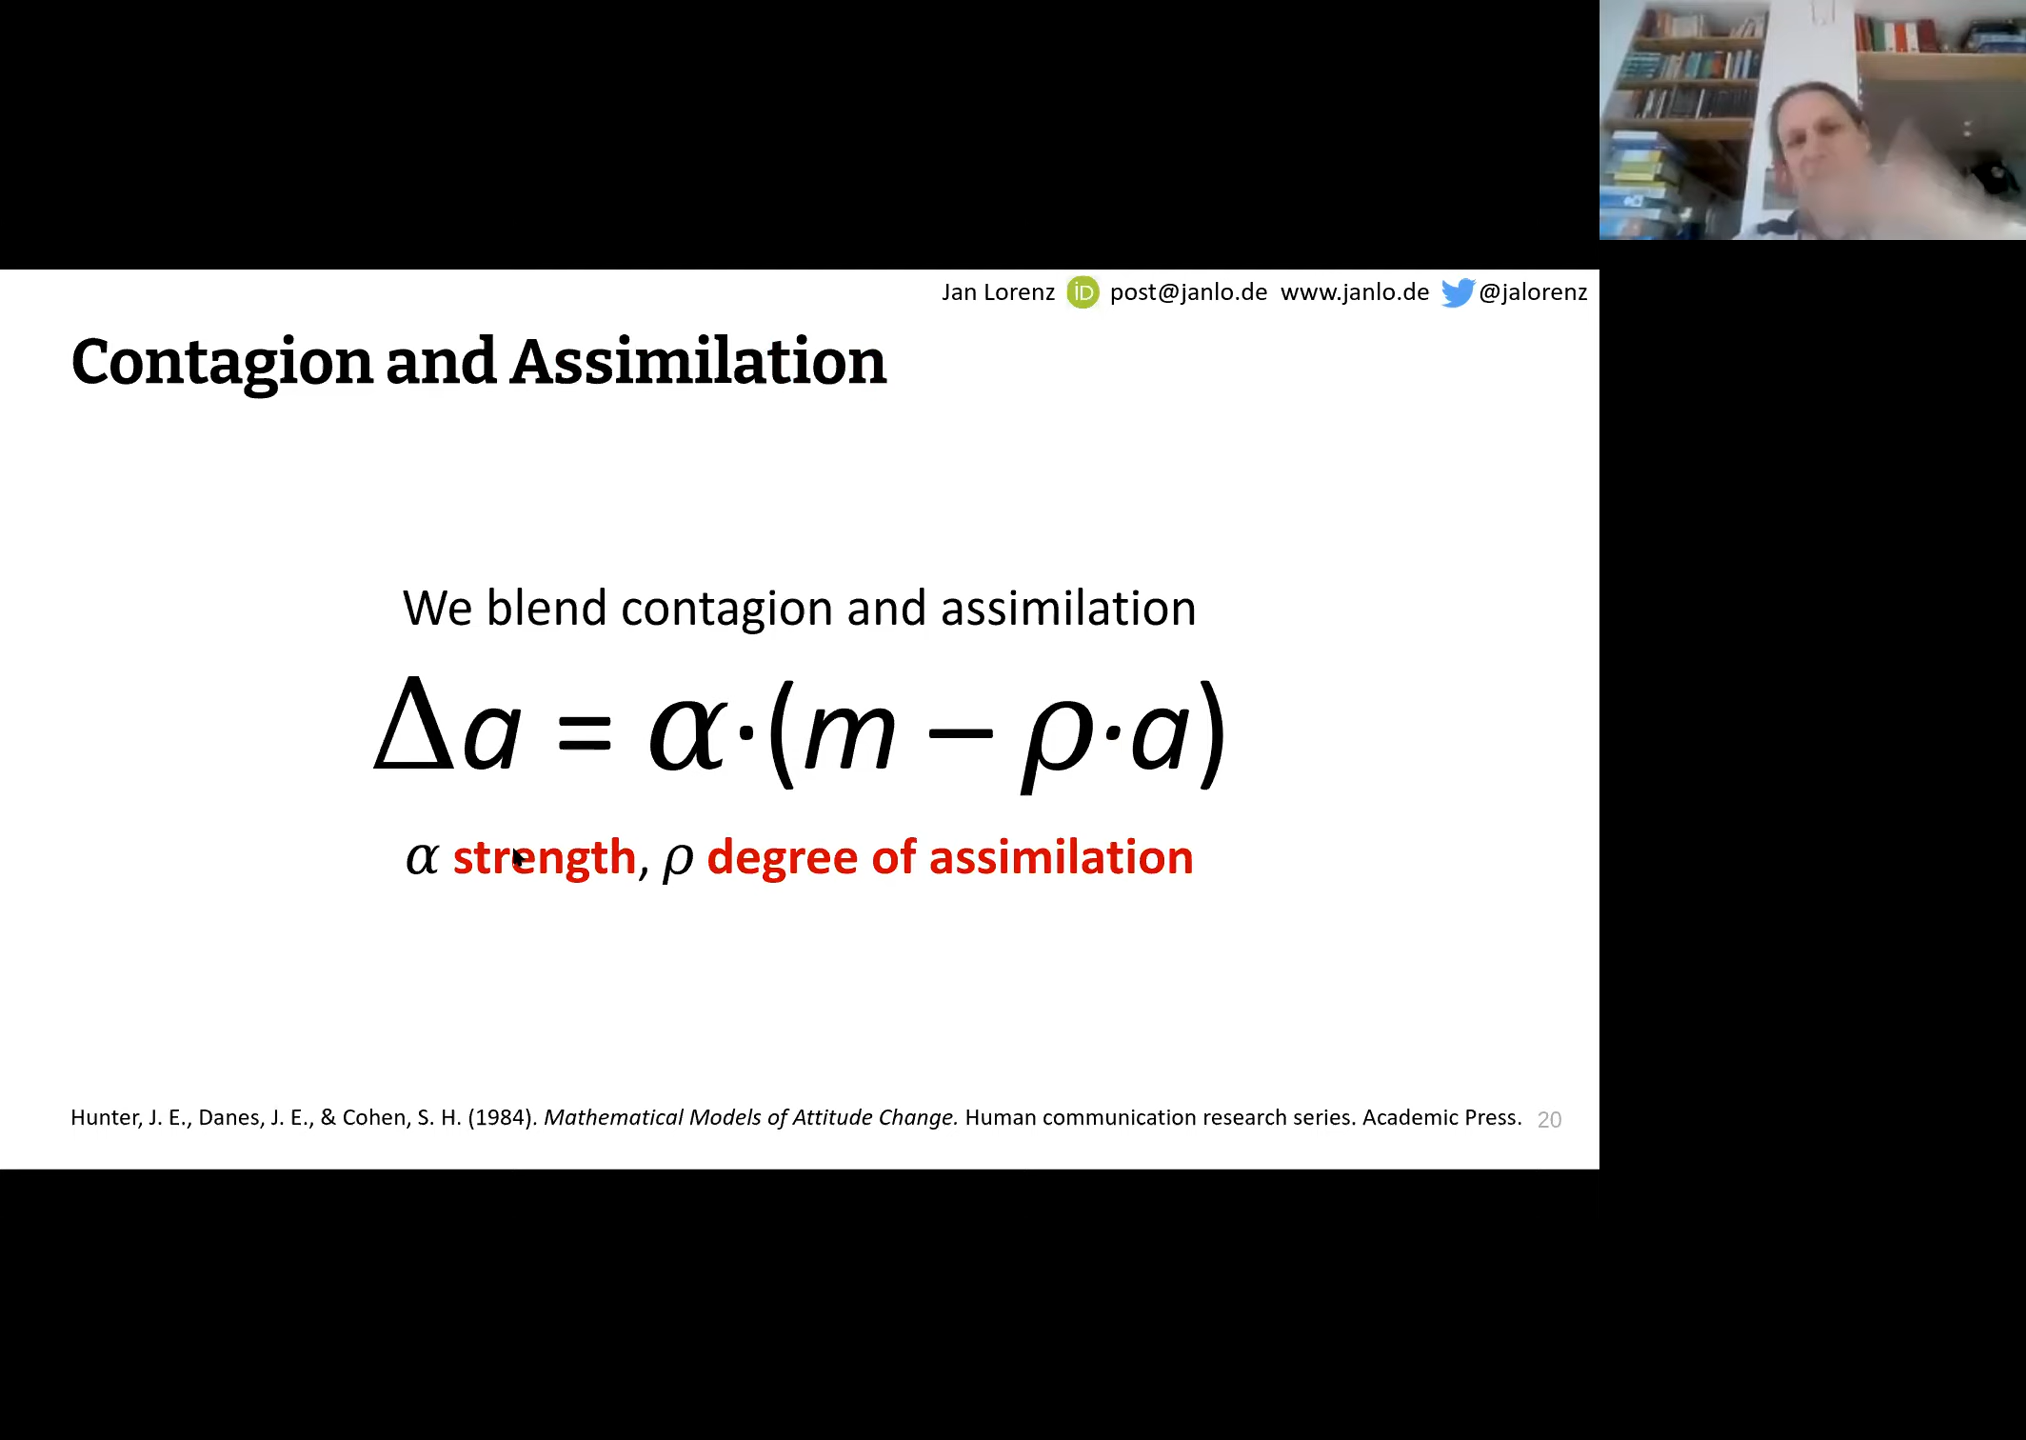 Jan Lorenz iD post@janlo.de www.janlo.de @jalorenz
Contagion and Assimilation
We blend contagion and assimilation
Δa = α·(m − ρ·a)
α strength, ρ degree of assimilation
Hunter, J. E., Danes, J. E., & Cohen, S. H. (1984). Mathematical Models of Attitude Change. Human communication research series. Academic Press. 20